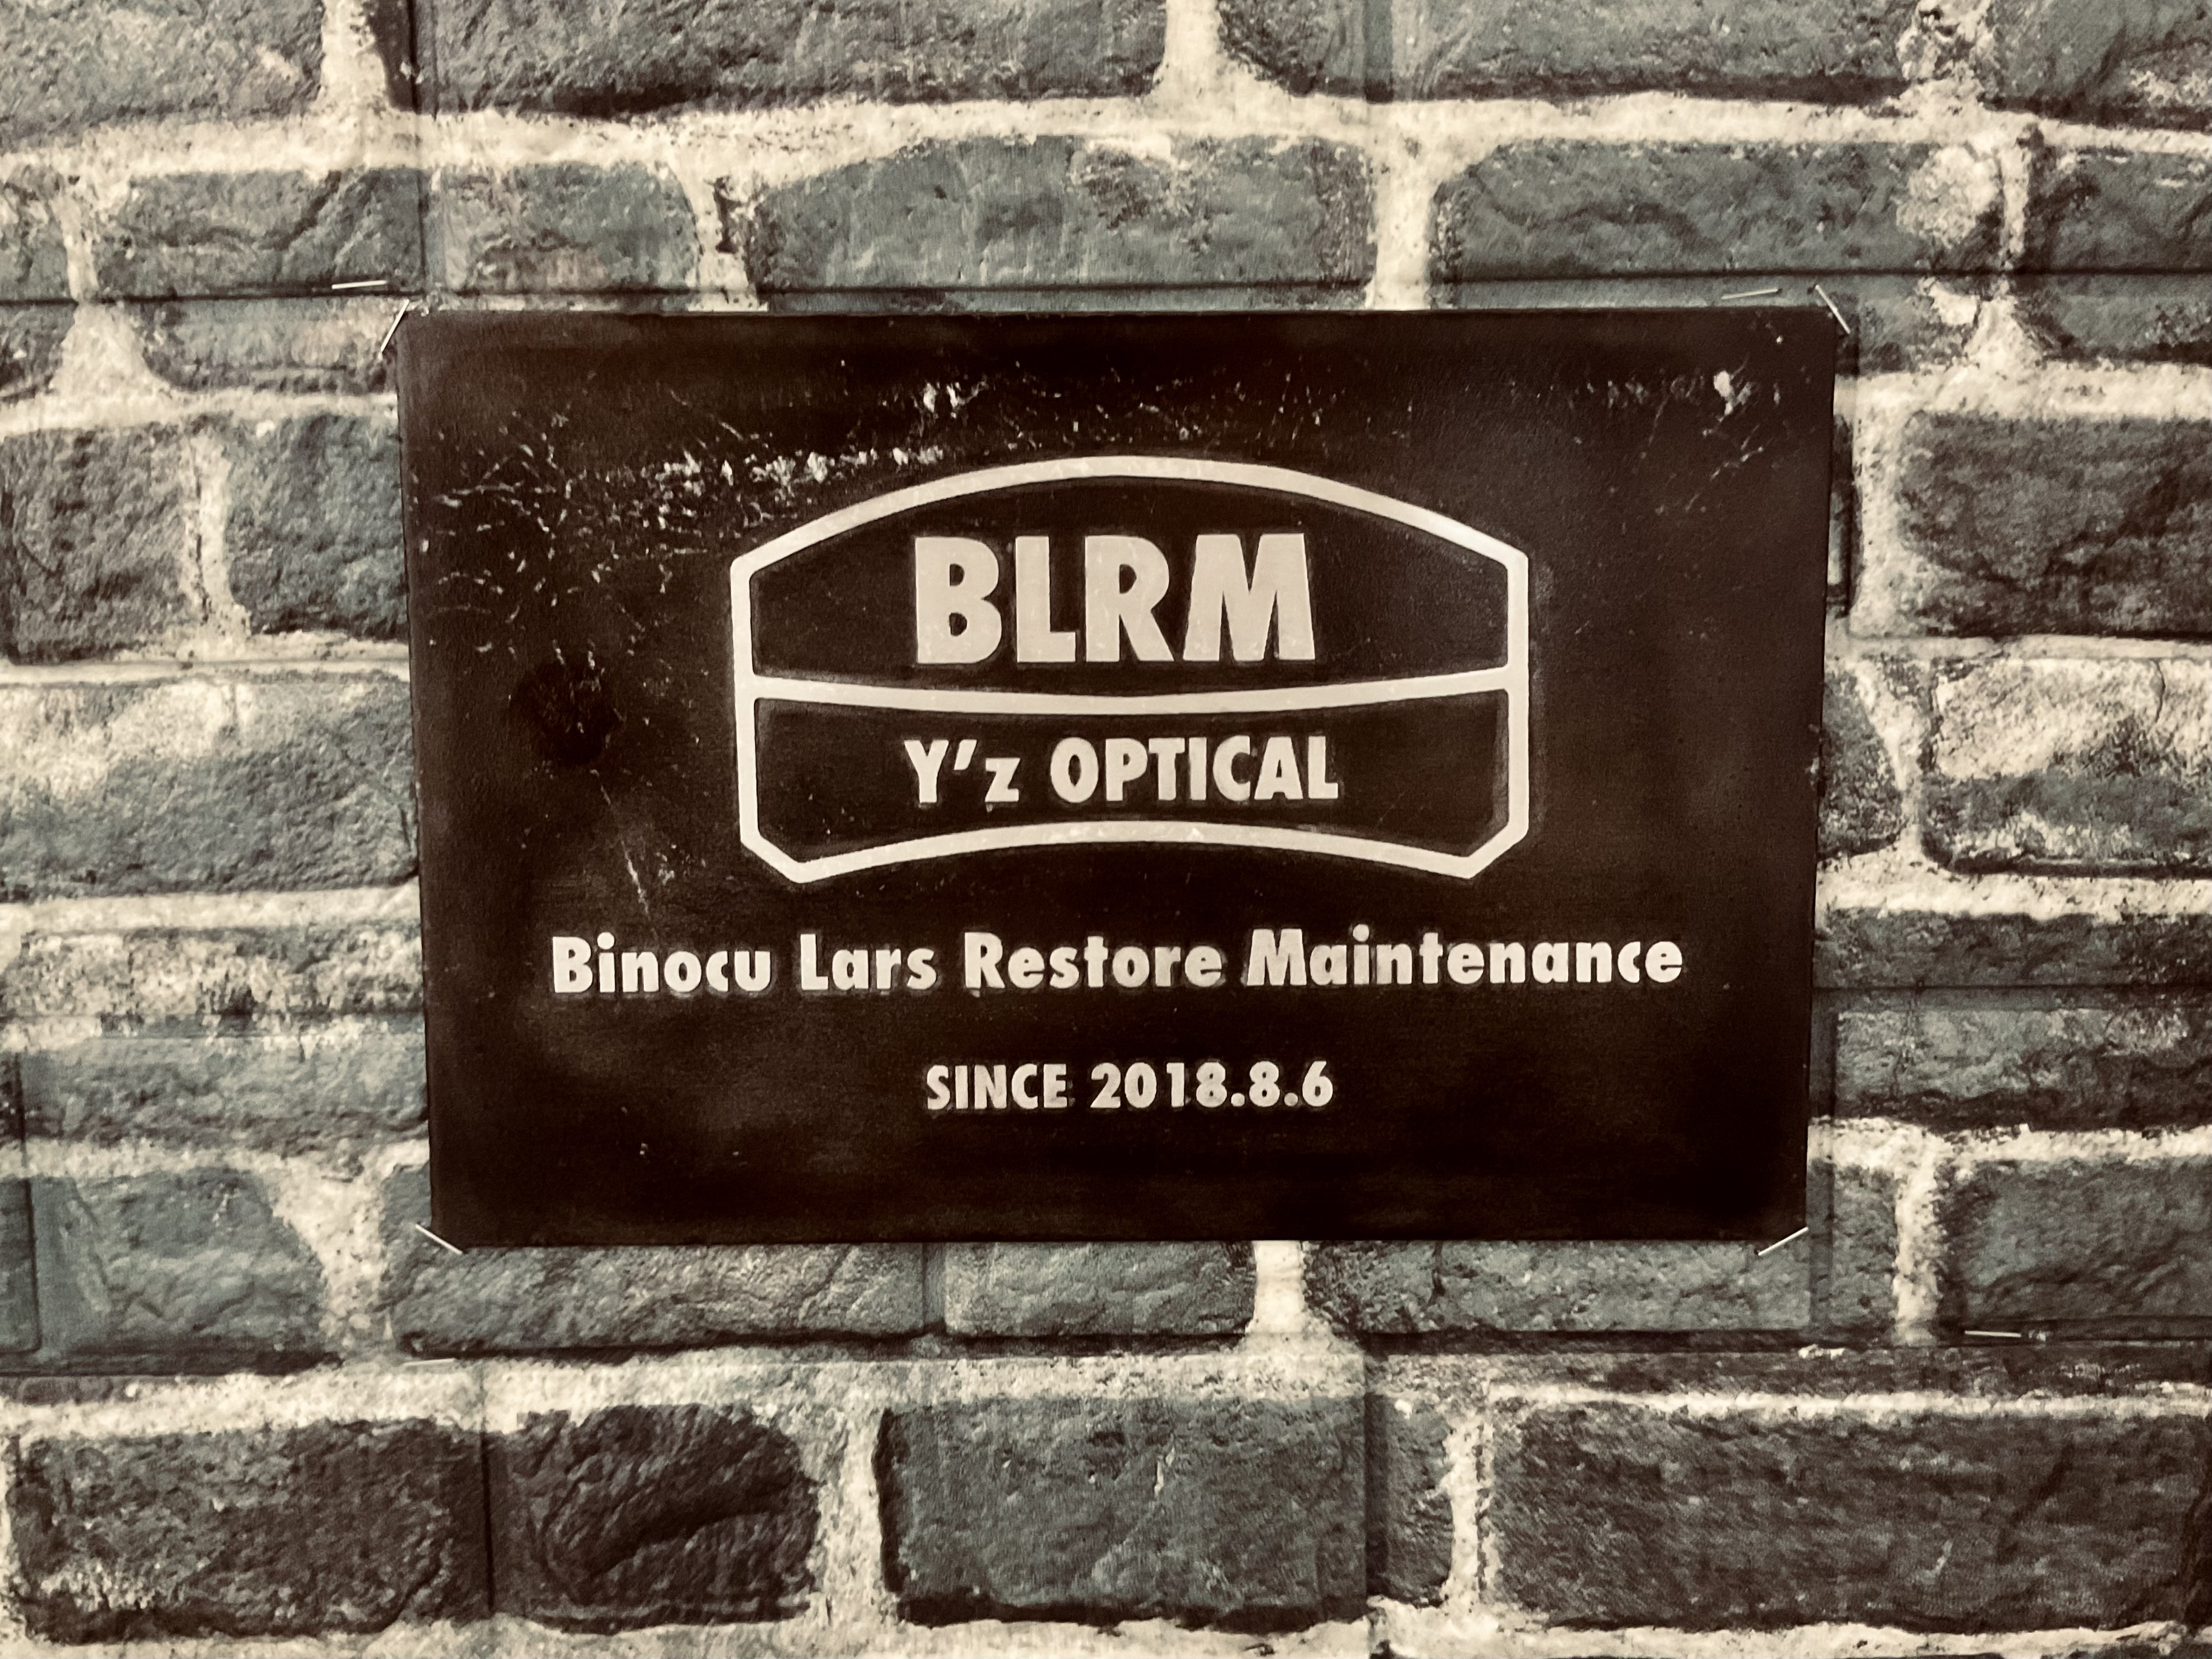 BLRM
Y'z OPTICAL
Binocu Lars Restore Maintenance
SINCE 2018.8.6